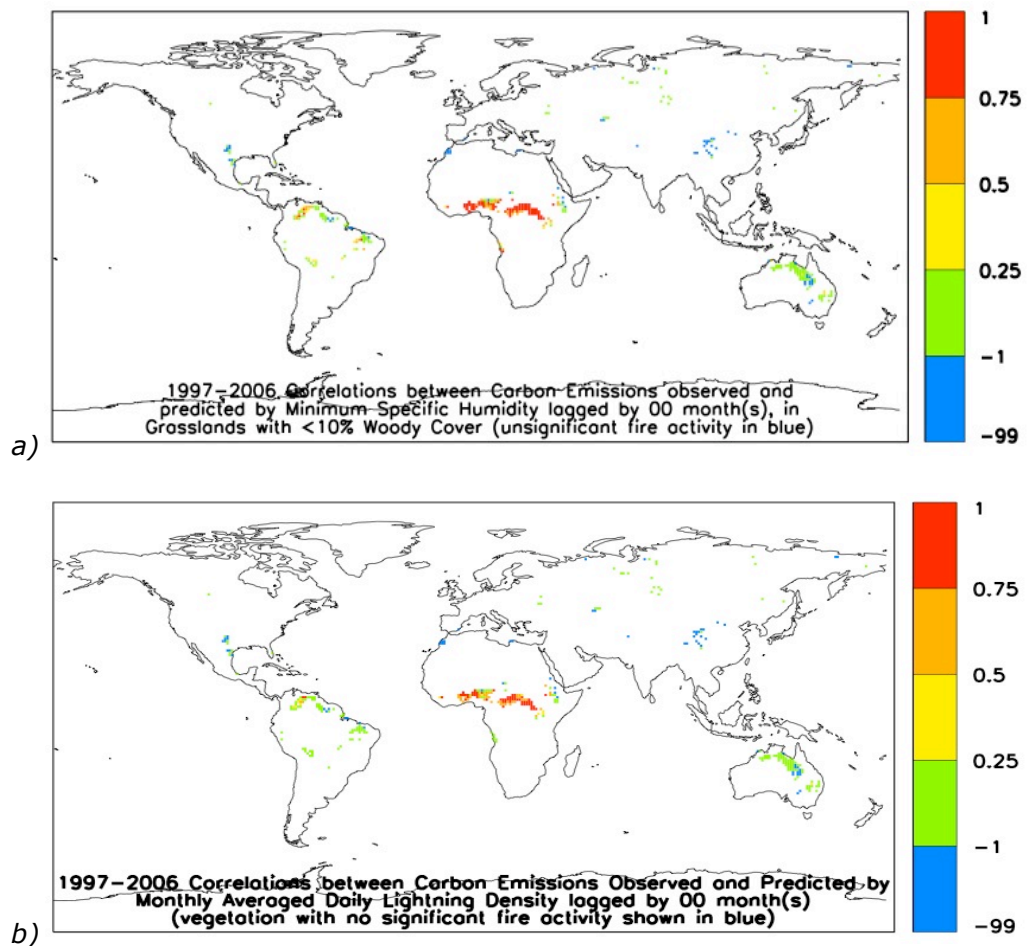 1
0.75
0.5
0.25
-1
-99
1997-2006 Correlations between Carbon Emissions observed and
predicted by Minimum Specific Humidity lagged by 00 month(s), in
Grasslands with <10% Woody Cover (unsignificant fire activity in blue)
a)
1
0.75
0.5
0.25
-1
-99
1997-2006 Correlations between Carbon Emissions Observed and Predicted by
Monthly Averaged Daily Lightning Density lagged by 00 month(s)
(vegetation with no significant fire activity shown in blue)
b)